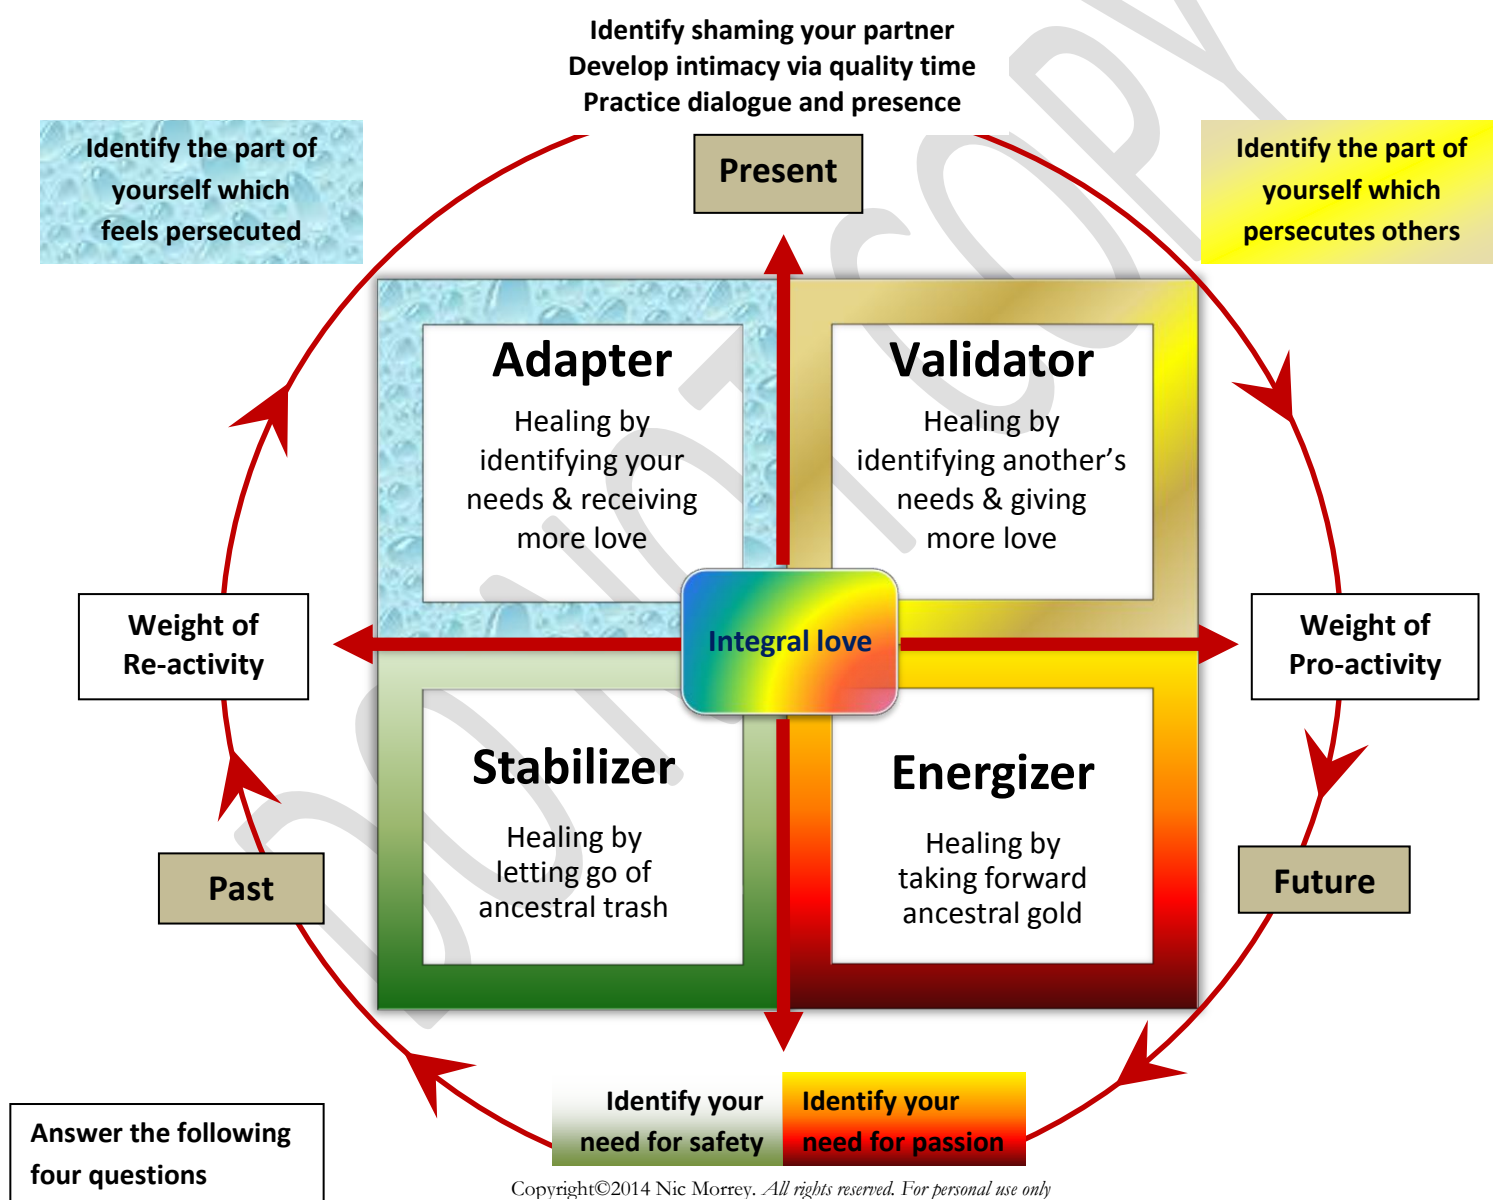 Identify shaming your partner
Develop intimacy via quality time
Practice dialogue and presence
Present
Identify the part of
yourself which
feels persecuted
Identify the part of
yourself which
persecutes others
Adapter
Healing by
identifying your
needs & receiving
more love
Validator
Healing by
identifying another’s
needs & giving
more love
Weight of
Re-activity
Integral love
Weight of
Pro-activity
Stabilizer
Healing by
letting go of
ancestral trash
Energizer
Healing by
taking forward
ancestral gold
Past
Future
Identify your
need for safety
Identify your
need for passion
Answer the following
four questions
Copyright©2014 Nic Morrey. All rights reserved. For personal use only
DO NOT COPY